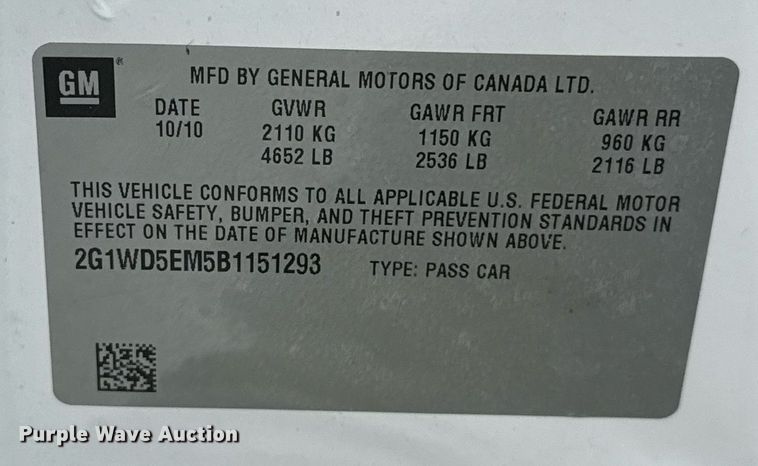 GM
MFD BY GENERAL MOTORS OF CANADA LTD.
DATE GVWR GAWR FRT GAWR RR
10/10 2110 KG 1150 KG 960 KG
4652 LB 2536 LB 2116 LB
THIS VEHICLE CONFORMS TO ALL APPLICABLE U.S. FEDERAL MOTOR
VEHICLE SAFETY, BUMPER, AND THEFT PREVENTION STANDARDS IN
EFFECT ON THE DATE OF MANUFACTURE SHOWN ABOVE.
2G1WD5EM5B1151293 TYPE: PASS CAR
Purple Wave Auction